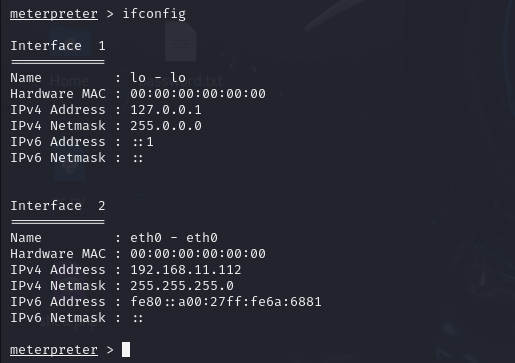 meterpreter > ifconfig
Interface  1
============
Name         : lo - lo
Hardware MAC : 00:00:00:00:00:00
IPv4 Address : 127.0.0.1
IPv4 Netmask : 255.0.0.0
IPv6 Address : ::1
IPv6 Netmask : ::
Interface  2
============
Name         : eth0 - eth0
Hardware MAC : 00:00:00:00:00:00
IPv4 Address : 192.168.11.112
IPv4 Netmask : 255.255.255.0
IPv6 Address : fe80::a00:27ff:fe6a:6881
IPv6 Netmask : ::
meterpreter >